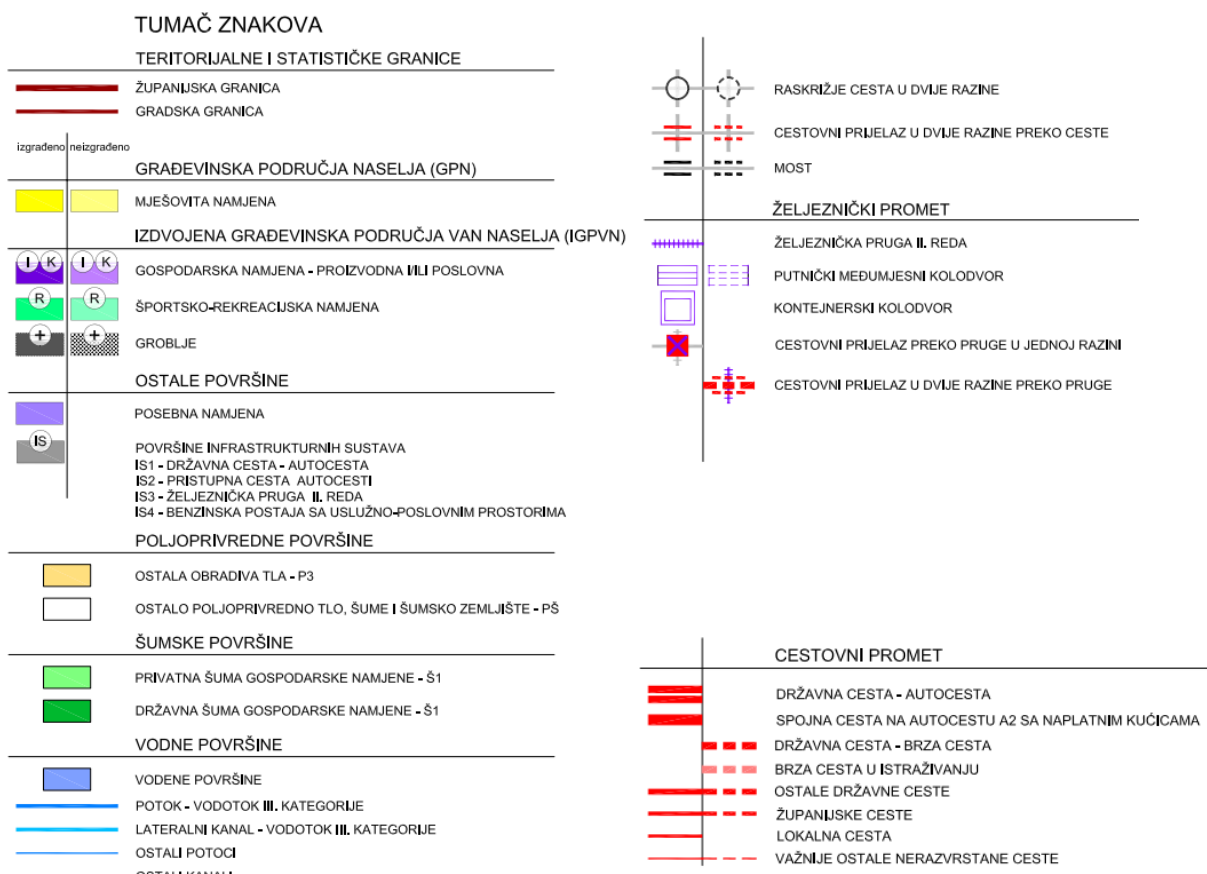 TUMAČ ZNAKOVA
TERITORIJALNE I STATISTIČKE GRANICE
ŽUPANIJSKA GRANICA
GRADSKA GRANICA
izgrađeno neizgrađeno
GRAĐEVINSKA PODRUČJA NASELJA (GPN)
MJEŠOVITA NAMJENA
IZDVOJENA GRAĐEVINSKA PODRUČJA VAN NASELJA (IGPVN)
I K I K
GOSPODARSKA NAMJENA - PROIZVODNA I/ILI POSLOVNA
R R
ŠPORTSKO-REKREACIJSKA NAMJENA
+ +
GROBLJE
OSTALE POVRŠINE
POSEBNA NAMJENA
IS
POVRŠINE INFRASTRUKTURNIH SUSTAVA
IS1 - DRŽAVNA CESTA - AUTOCESTA
IS2 - PRISTUPNA CESTA AUTOCESTI
IS3 - ŽELJEZNIČKA PRUGA II. REDA
IS4 - BENZINSKA POSTAJA SA USLUŽNO-POSLOVNIM PROSTORIMA
POLJOPRIVREDNE POVRŠINE
OSTALA OBRADIVA TLA - P3
OSTALO POLJOPRIVREDNO TLO, ŠUME I ŠUMSKO ZEMLJIŠTE - PŠ
ŠUMSKE POVRŠINE
PRIVATNA ŠUMA GOSPODARSKE NAMJENE - Š1
DRŽAVNA ŠUMA GOSPODARSKE NAMJENE - Š1
VODNE POVRŠINE
VODENE POVRŠINE
POTOK - VODOTOK III. KATEGORIJE
LATERALNI KANAL - VODOTOK III. KATEGORIJE
OSTALI POTOCI
RASKRIŽJE CESTA U DVIJE RAZINE
CESTOVNI PRIJELAZ U DVIJE RAZINE PREKO CESTE
MOST
ŽELJEZNIČKI PROMET
ŽELJEZNIČKA PRUGA II. REDA
PUTNIČKI MEĐUMJESNI KOLODVOR
KONTEJNERSKI KOLODVOR
CESTOVNI PRIJELAZ PREKO PRUGE U JEDNOJ RAZINI
CESTOVNI PRIJELAZ U DVIJE RAZINE PREKO PRUGE
CESTOVNI PROMET
DRŽAVNA CESTA - AUTOCESTA
SPOJNA CESTA NA AUTOCESTU A2 SA NAPLATNIM KUĆICAMA
DRŽAVNA CESTA - BRZA CESTA
BRZA CESTA U ISTRAŽIVANJU
OSTALE DRŽAVNE CESTE
ŽUPANIJSKE CESTE
LOKALNA CESTA
VAŽNIJE OSTALE NERAZVRSTANE CESTE